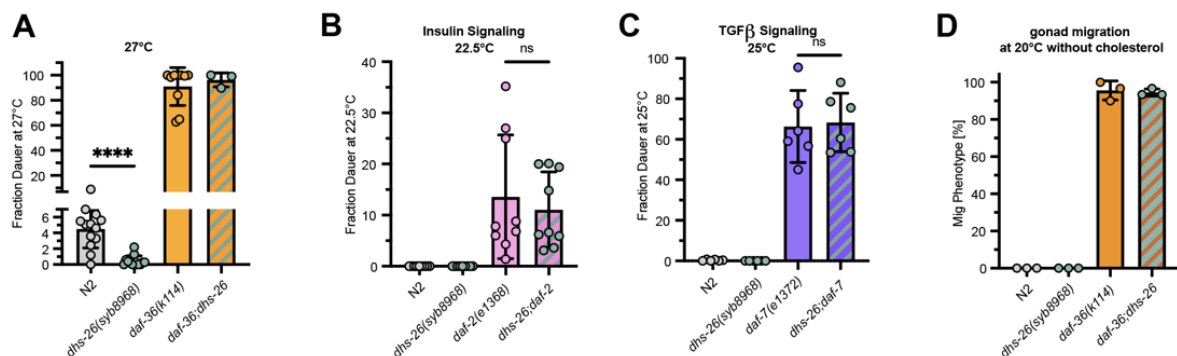 A
27°C
Fraction Dauer at 27°C
100
80
60
40
20
6
4
2
0
****
N2
dhs-26(syb8968)
daf-36(k114)
daf-36;dhs-26
B
Insulin Signaling
22.5°C
ns
Fraction Dauer at 22.5°C
40
30
20
10
0
N2
dhs-26(syb8968)
daf-2(e1368)
dhs-26;daf-2
C
TGFβ Signaling
25°C
ns
Fraction Dauer at 25°C
100
80
60
40
20
0
N2
dhs-26(syb8968)
daf-7(e1372)
dhs-26;daf-7
D
gonad migration
at 20°C without cholesterol
Mig Phenotype [%]
100
80
60
40
20
0
N2
dhs-26(syb8968)
daf-36(k114)
daf-36;dhs-26